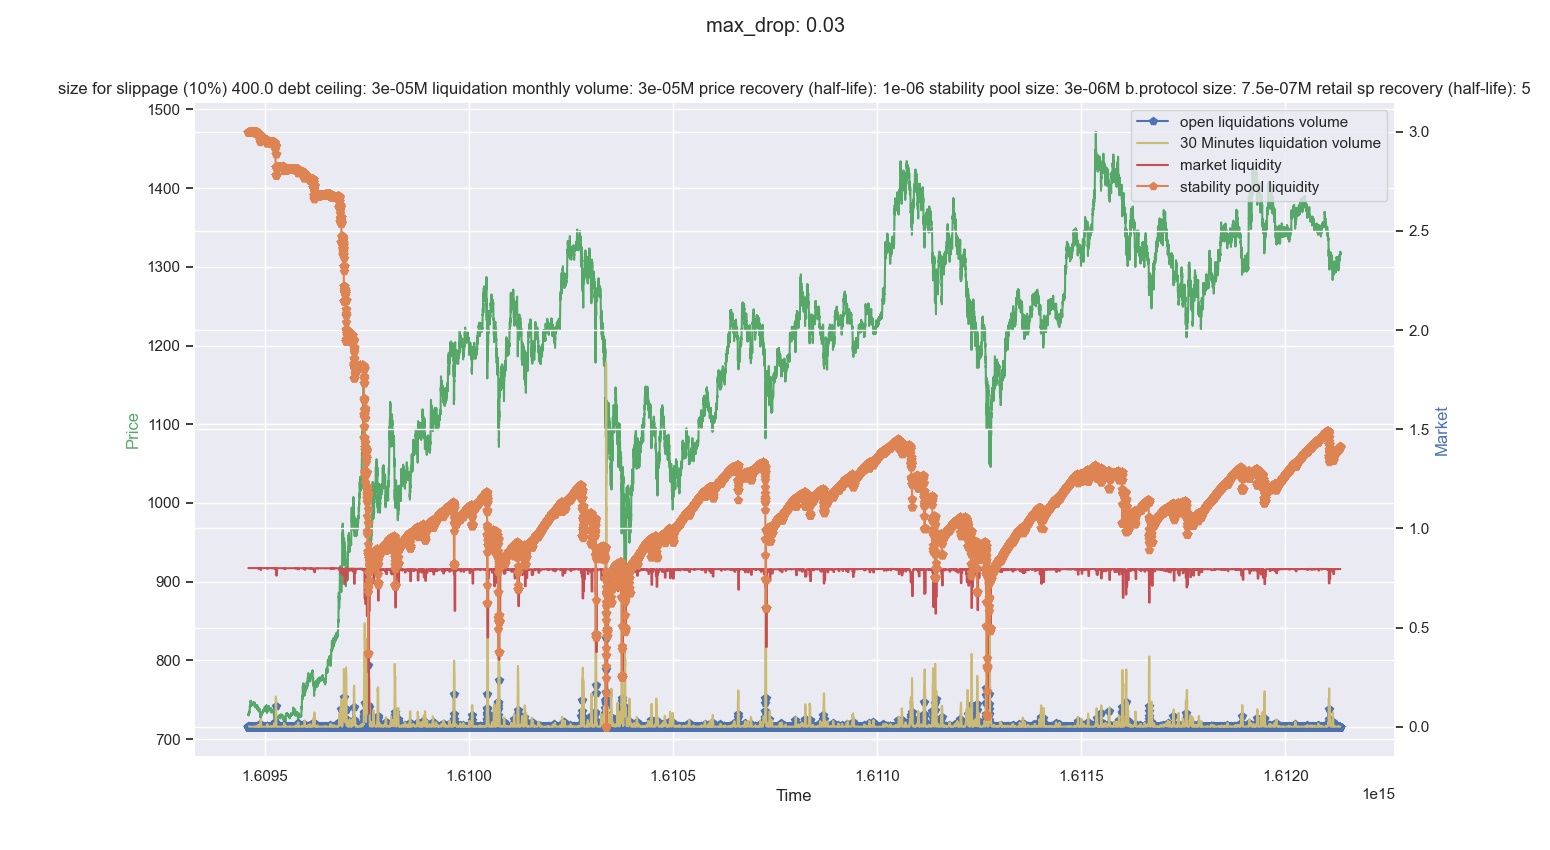 max_drop: 0.03
size for slippage (10%) 400.0 debt ceiling: 3e-05M liquidation monthly volume: 3e-05M price recovery (half-life): 1e-06 stability pool size: 3e-06M b.protocol size: 7.5e-07M retail sp recovery (half-life): 5
open liquidations volume
30 Minutes liquidation volume
market liquidity
stability pool liquidity
1500
1400
1300
1200
1100
1000
900
800
700
Price
3.0
2.5
2.0
1.5
1.0
0.5
0.0
Market
1.6095 1.6100 1.6105 1.6110 1.6115 1.6120
Time
1e15